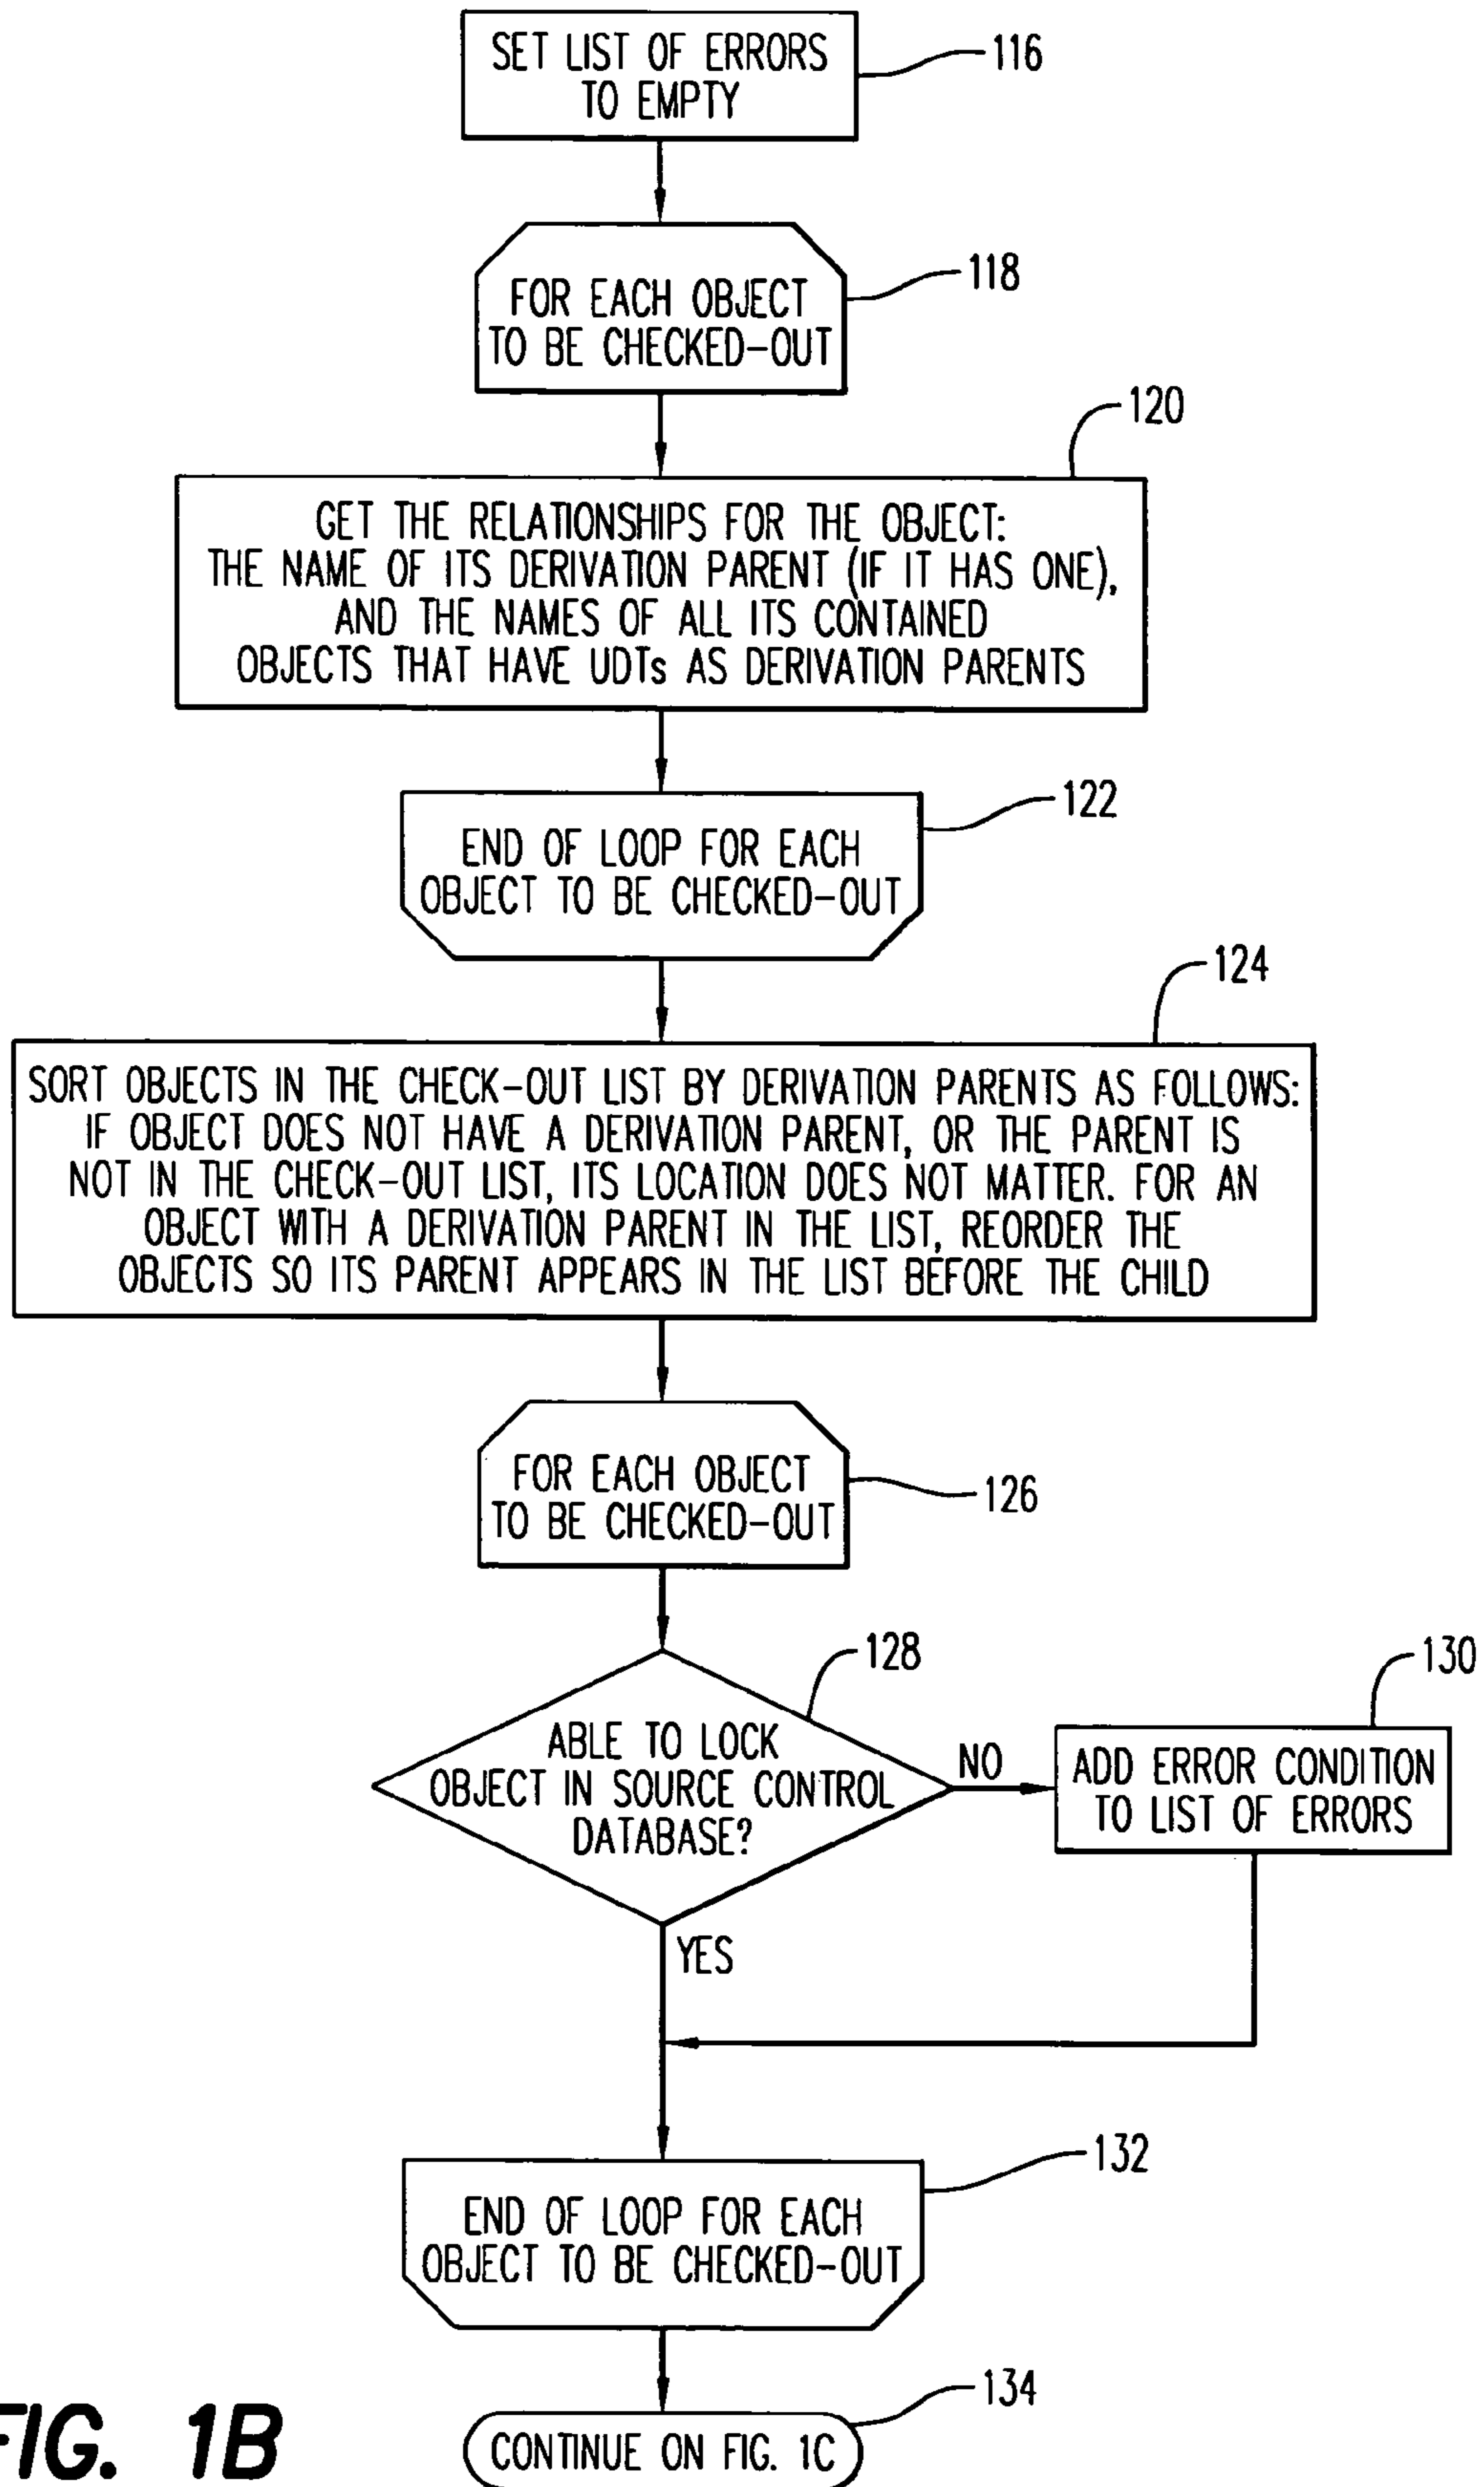 SET LIST OF ERRORS
TO EMPTY
116
FOR EACH OBJECT
TO BE CHECKED-OUT
118
120
GET THE RELATIONSHIPS FOR THE OBJECT:
THE NAME OF ITS DERIVATION PARENT (IF IT HAS ONE),
AND THE NAMES OF ALL ITS CONTAINED
OBJECTS THAT HAVE UDTs AS DERIVATION PARENTS
122
END OF LOOP FOR EACH
OBJECT TO BE CHECKED-OUT
124
SORT OBJECTS IN THE CHECK-OUT LIST BY DERIVATION PARENTS AS FOLLOWS:
IF OBJECT DOES NOT HAVE A DERIVATION PARENT, OR THE PARENT IS
NOT IN THE CHECK-OUT LIST, ITS LOCATION DOES NOT MATTER. FOR AN
OBJECT WITH A DERIVATION PARENT IN THE LIST, REORDER THE
OBJECTS SO ITS PARENT APPEARS IN THE LIST BEFORE THE CHILD
FOR EACH OBJECT
TO BE CHECKED-OUT
126
128
ABLE TO LOCK
OBJECT IN SOURCE CONTROL
DATABASE?
NO
130
ADD ERROR CONDITION
TO LIST OF ERRORS
YES
132
END OF LOOP FOR EACH
OBJECT TO BE CHECKED-OUT
134
CONTINUE ON FIG. 1C
FIG. 1B